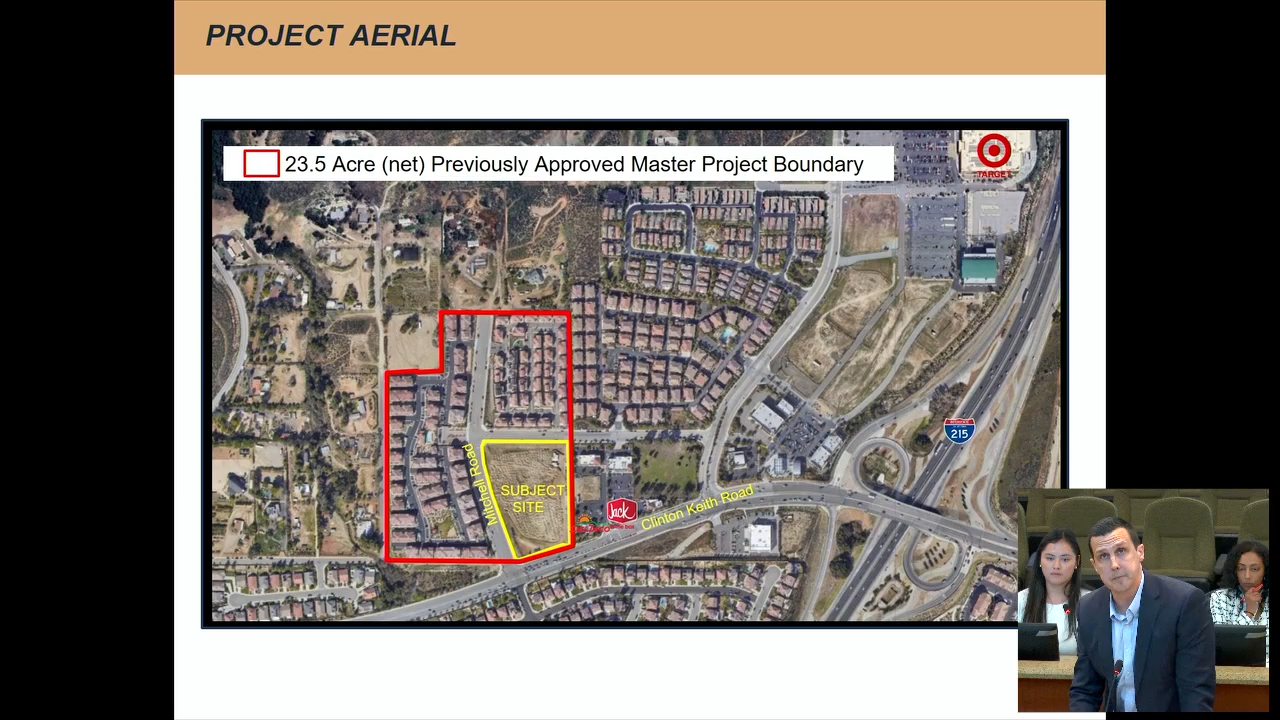 PROJECT AERIAL
23.5 Acre (net) Previously Approved Master Project Boundary
TARGET
215
Mitchell Road
SUBJECT
SITE
Jack
Clinton Keith Road